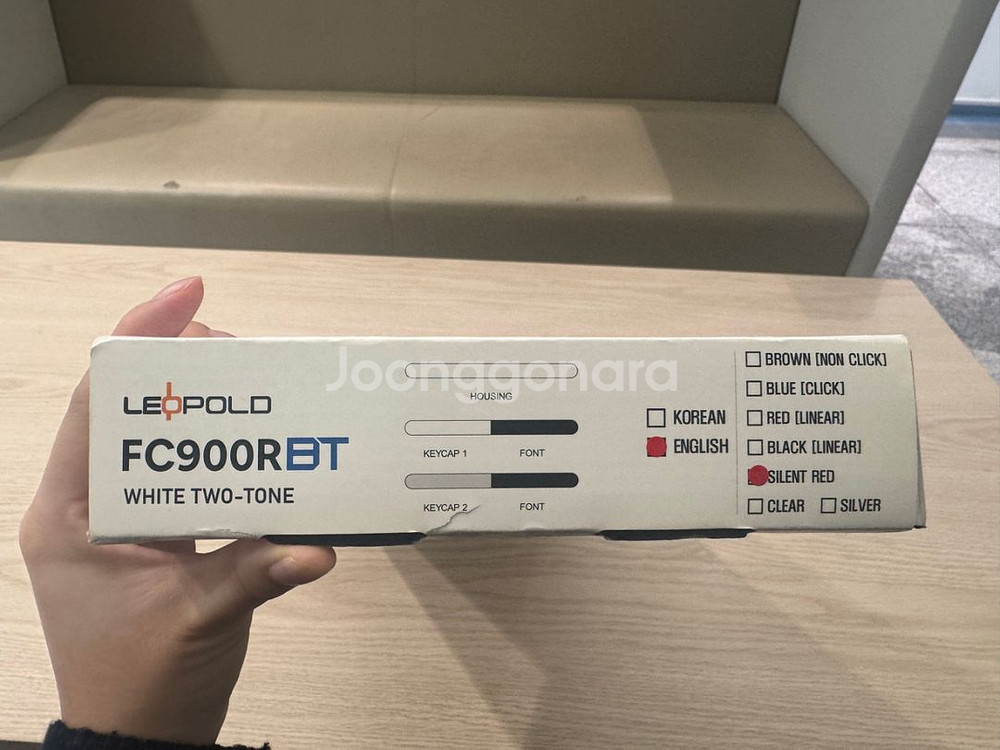 Joonggonara
LEOPOLD
FC900RBT
WHITE TWO-TONE
HOUSING
KEYCAP 1 FONT
KEYCAP 2 FONT
KOREAN
ENGLISH
BROWN [NON CLICK]
BLUE [CLICK]
RED [LINEAR]
BLACK [LINEAR]
SILENT RED
CLEAR SILVER